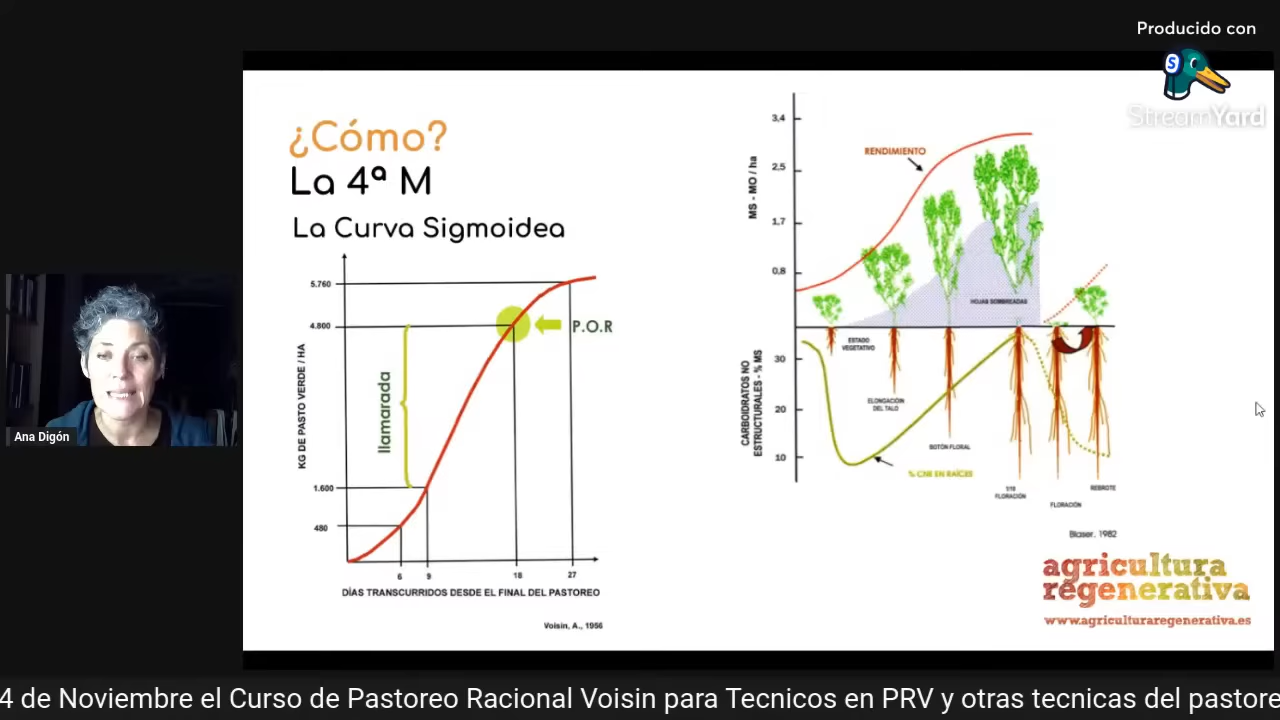 Producido con
StreamYard
¿Cómo?
La 4ª M
La Curva Sigmoidea
5.760
4.800
1.600
480
KG DE PASTO VERDE / HA
llamarada
P.O.R
6 9 18 27
DÍAS TRANSCURRIDOS DESDE EL FINAL DEL PASTOREO
Voisin, A., 1956
3,4
2,5
1,7
0,8
MS - MO / ha
RENDIMIENTO
HOJAS SOMBREADAS
30
20
10
CARBOIDRATOS NO
ESTRUCTURALES - % MS
ESTADO
VEGETATIVO
ELONGACIÓN
DEL TALO
BOTÓN FLORAL
% CNE EN RAÍCES
1/10
FLORACIÓN
FLORACIÓN
REBROTE
Blaser, 1982
agricultura
regenerativa
www.agriculturaregenerativa.es
Ana Digón
4 de Noviembre el Curso de Pastoreo Racional Voisin para Tecnicos en PRV y otras tecnicas del pastore